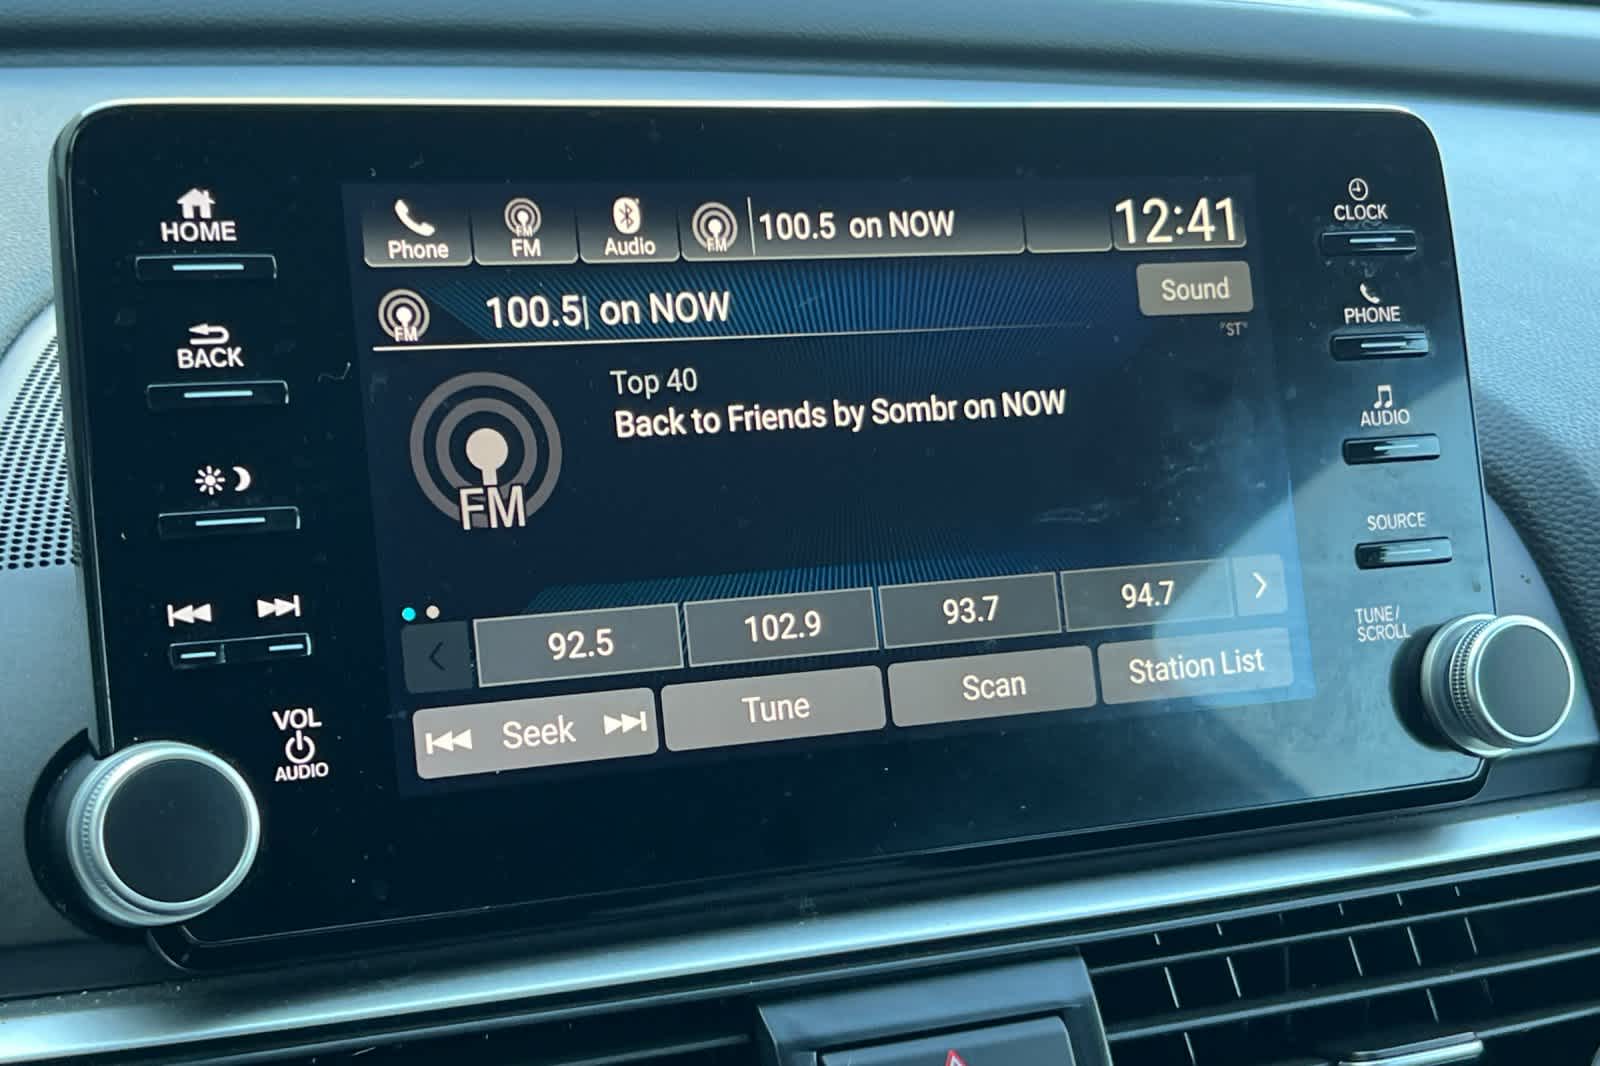 HOME
BACK
VOL
AUDIO
Phone
FM
FM
Audio
FM
100.5 on NOW
12:41
FM
100.5| on NOW
Sound
"ST"
FM
Top 40
Back to Friends by Sombr on NOW
92.5
102.9
93.7
94.7
Seek
Tune
Scan
Station List
CLOCK
PHONE
AUDIO
SOURCE
TUNE/
SCROLL